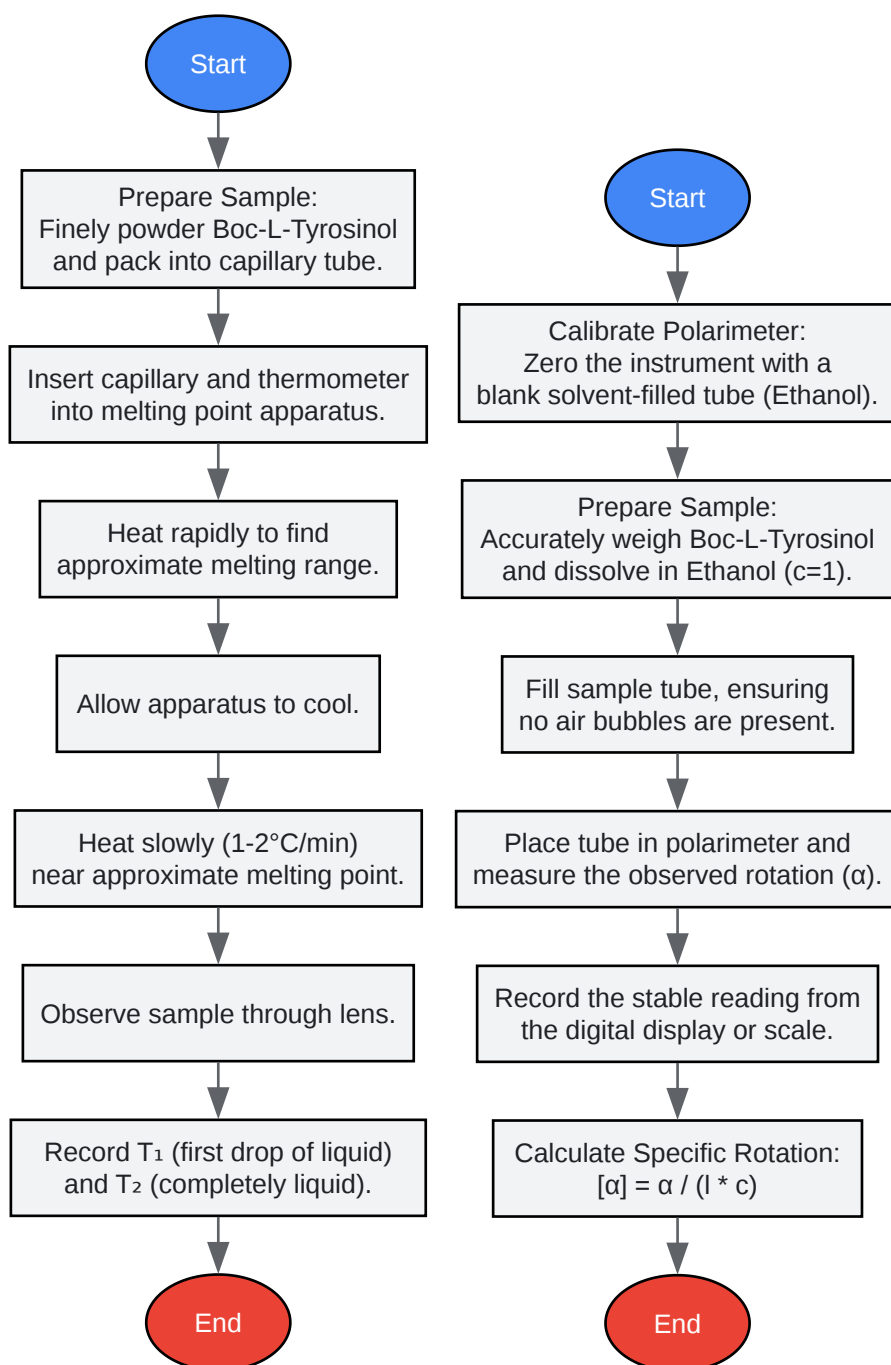 Start
Prepare Sample:
Finely powder Boc-L-Tyrosinol
and pack into capillary tube.
Insert capillary and thermometer
into melting point apparatus.
Heat rapidly to find
approximate melting range.
Allow apparatus to cool.
Heat slowly (1-2°C/min)
near approximate melting point.
Observe sample through lens.
Record T₁ (first drop of liquid)
and T₂ (completely liquid).
End
Start
Calibrate Polarimeter:
Zero the instrument with a
blank solvent-filled tube (Ethanol).
Prepare Sample:
Accurately weigh Boc-L-Tyrosinol
and dissolve in Ethanol (c=1).
Fill sample tube, ensuring
no air bubbles are present.
Place tube in polarimeter and
measure the observed rotation (α).
Record the stable reading from
the digital display or scale.
Calculate Specific Rotation:
[α] = α / (l * c)
End